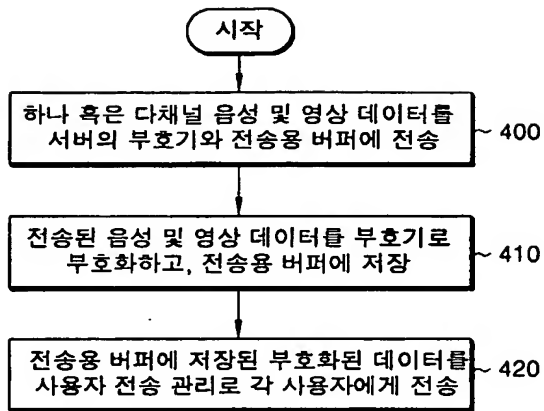 시작
하나 혹은 다채널 음성 및 영상 데이터를
서버의 부호기와 전송용 버퍼에 전송
400
전송된 음성 및 영상 데이터를 부호기로
부호화하고, 전송용 버퍼에 저장
410
전송용 버퍼에 저장된 부호화된 데이터를
사용자 전송 관리로 각 사용자에게 전송
420